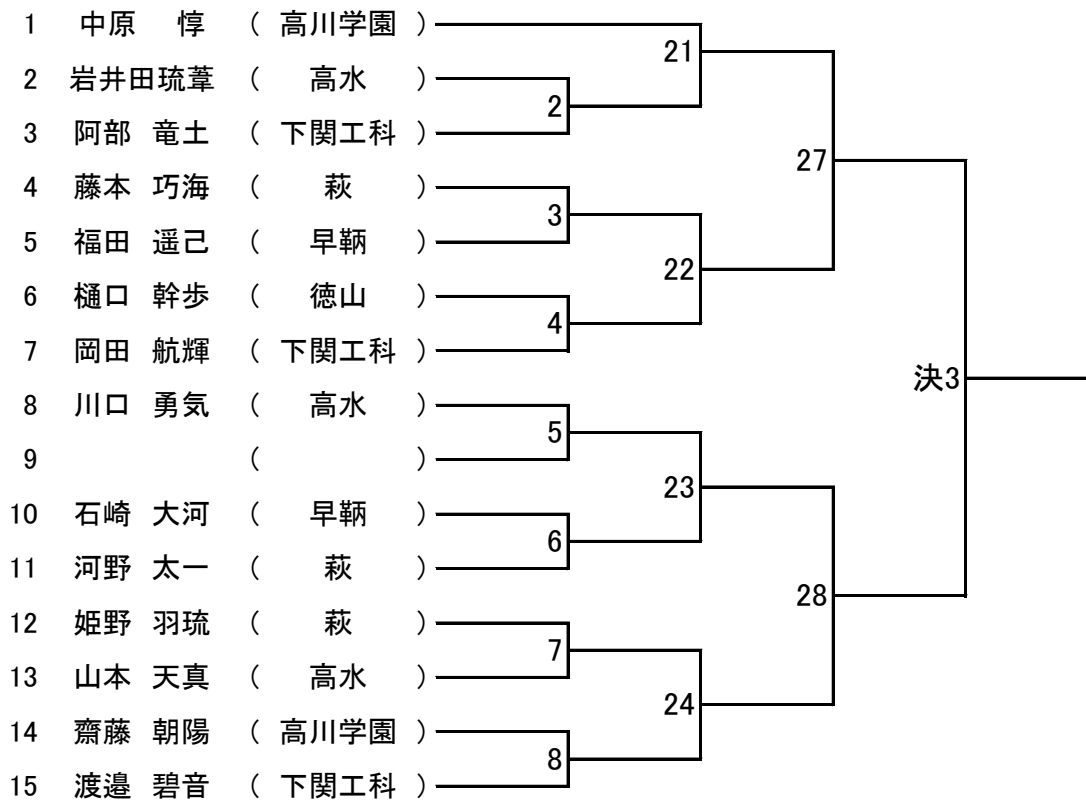 1 中原 惇 ( 高川学園 )
21
2 岩井田琉葦 ( 高水 )
2
3 阿部 竜土 ( 下関工科 )
27
4 藤本 巧海 ( 萩 )
3
5 福田 遥己 ( 早鞆 )
22
6 樋口 幹歩 ( 徳山 )
4
7 岡田 航輝 ( 下関工科 )
決3
8 川口 勇気 ( 高水 )
5
9 ( )
23
10 石崎 大河 ( 早鞆 )
6
11 河野 太一 ( 萩 )
28
12 姫野 羽琉 ( 萩 )
7
13 山本 天真 ( 高水 )
24
14 齋藤 朝陽 ( 高川学園 )
8
15 渡邉 碧音 ( 下関工科 )